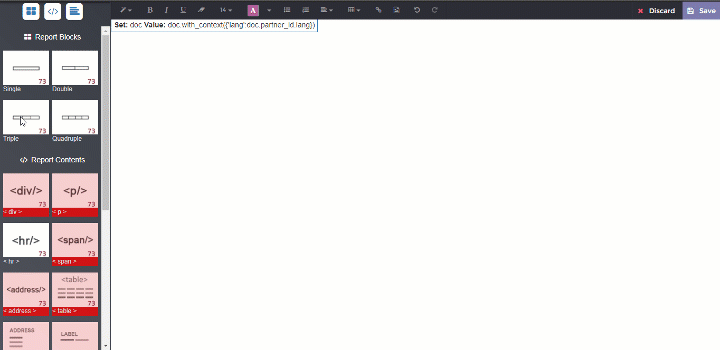 </> 14 A Discard Save
Set: doc Value: doc.with_context({'lang':doc.partner_id.lang})
Report Blocks
73 73
Single Double
73 73
Triple Quadruple
</> Report Contents
<div/> <p/>
73 73
< div > < p >
<hr/> <span/>
73 73
< hr > < span >
<address/> <table>
73 73
< address > < table >
ADDRESS LABEL